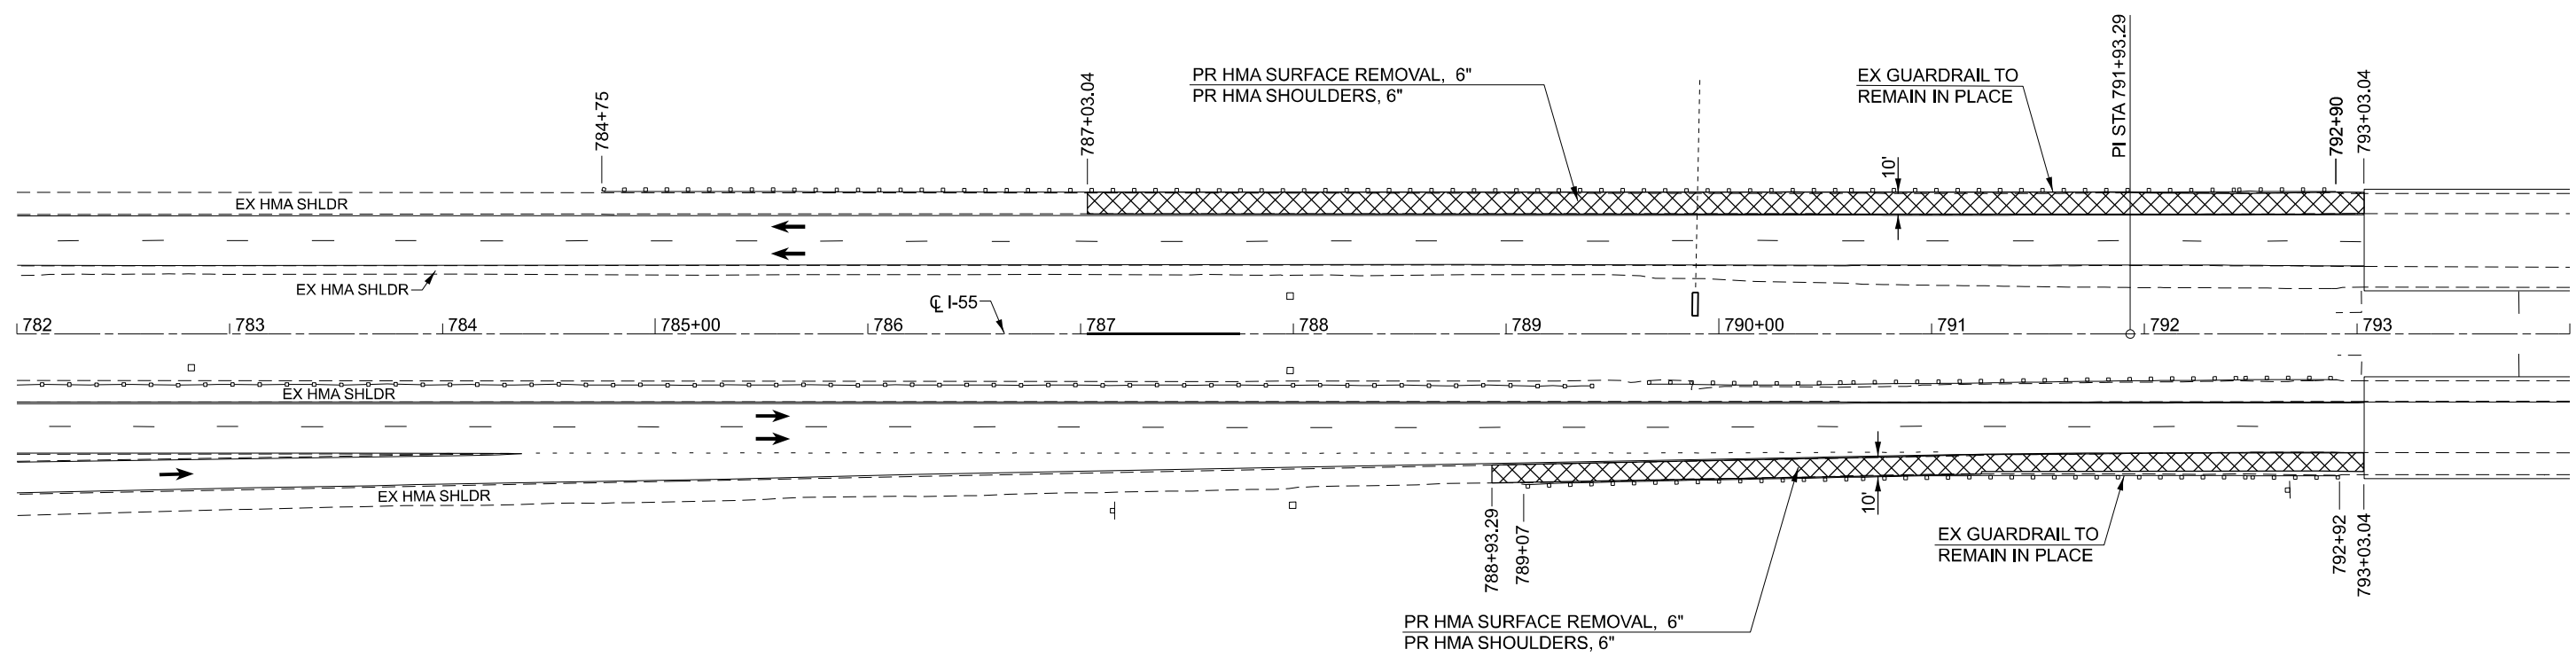 PI STA 791+93.29
PR HMA SURFACE REMOVAL, 6"
PR HMA SHOULDERS, 6"
EX GUARDRAIL TO
REMAIN IN PLACE
784+75
787+03.04
10'
792+90
793+03.04
EX HMA SHLDR
EX HMA SHLDR
℄ I-55
782
783
784
785+00
786
787
788
789
790+00
791
792
793
EX HMA SHLDR
EX HMA SHLDR
10'
788+93.29
789+07
EX GUARDRAIL TO
REMAIN IN PLACE
792+92
793+03.04
PR HMA SURFACE REMOVAL, 6"
PR HMA SHOULDERS, 6"